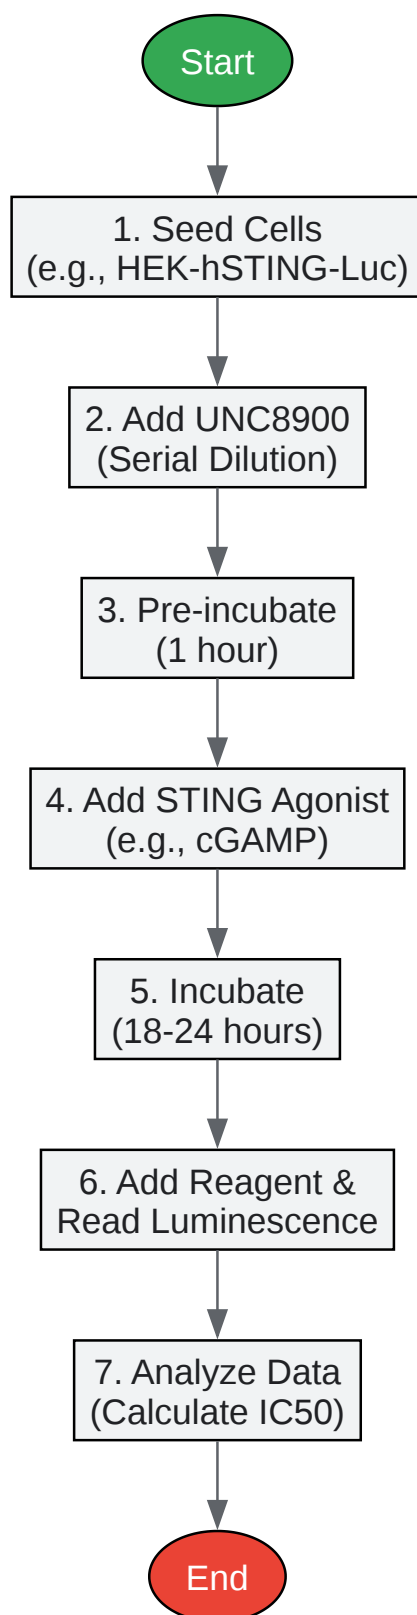 Start
1. Seed Cells
(e.g., HEK-hSTING-Luc)
2. Add UNC8900
(Serial Dilution)
3. Pre-incubate
(1 hour)
4. Add STING Agonist
(e.g., cGAMP)
5. Incubate
(18-24 hours)
6. Add Reagent &
Read Luminescence
7. Analyze Data
(Calculate IC50)
End